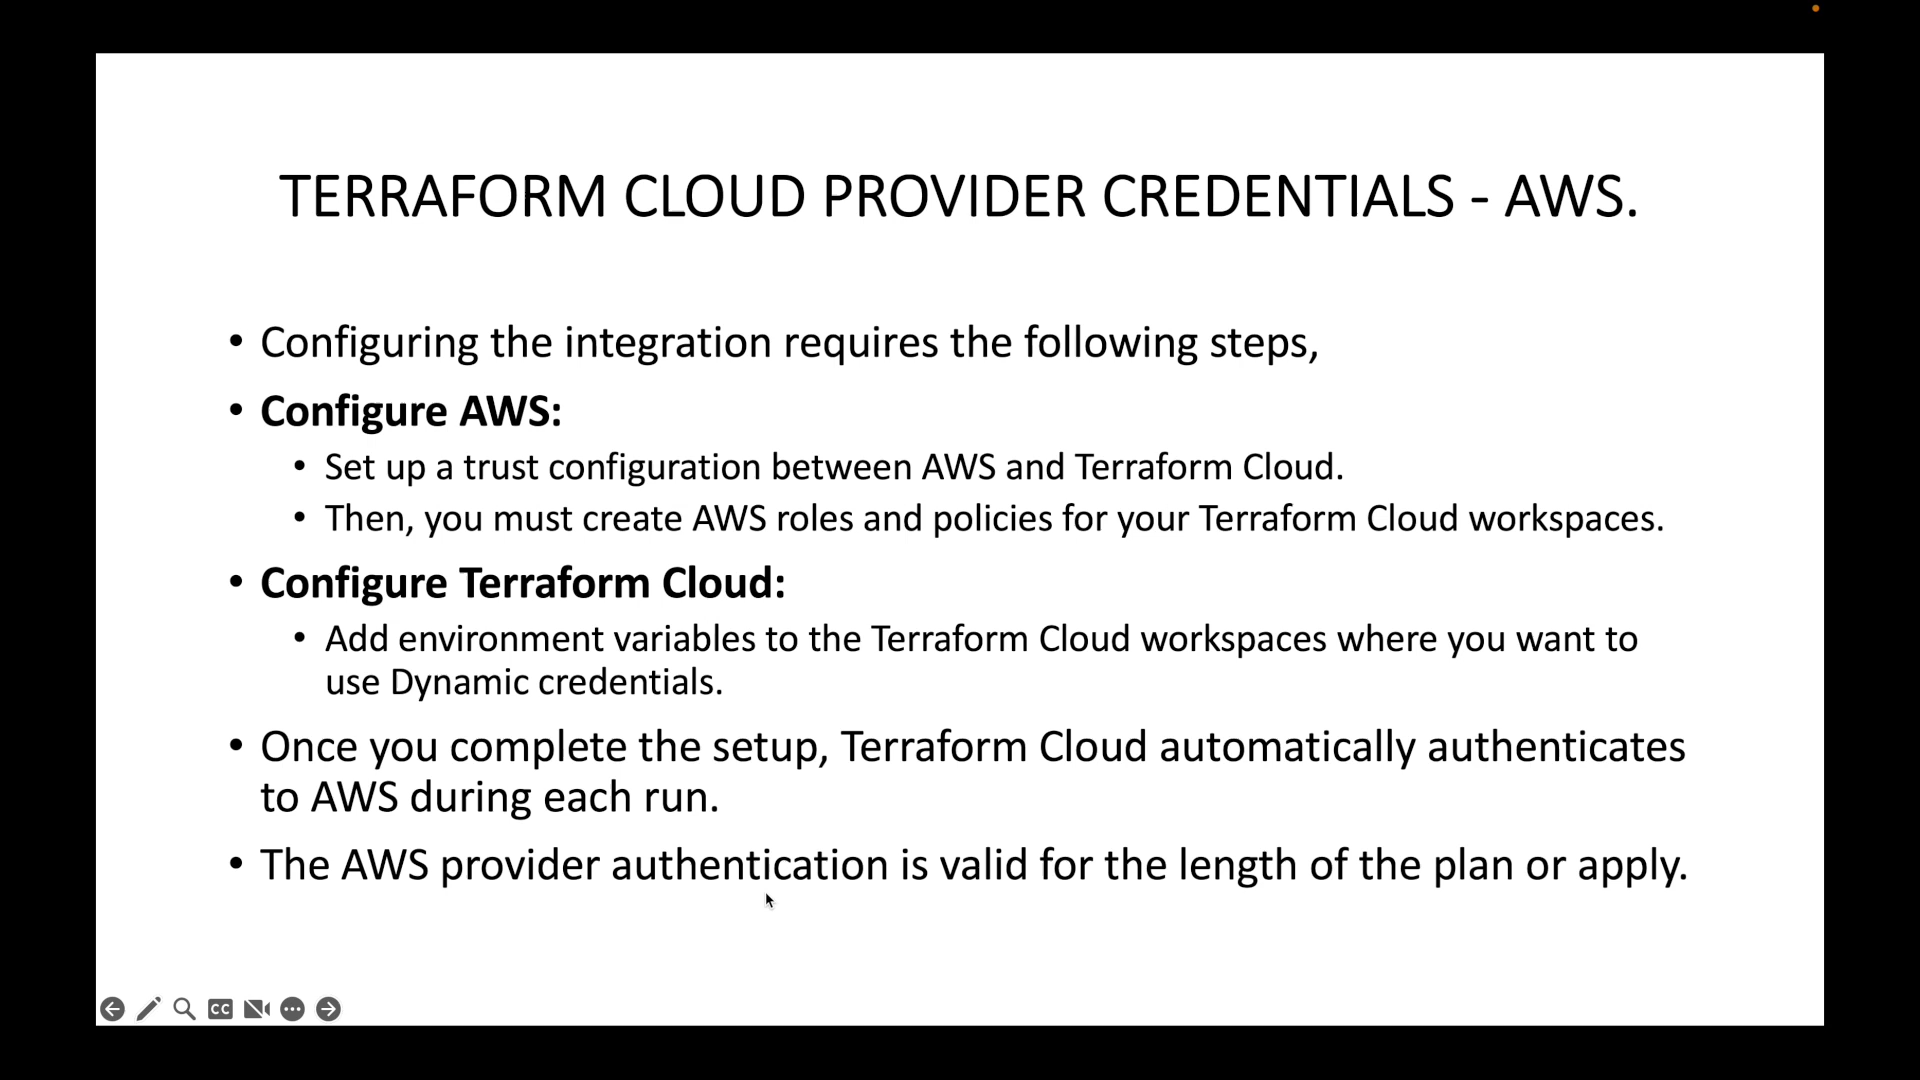 TERRAFORM CLOUD PROVIDER CREDENTIALS - AWS.
• Configuring the integration requires the following steps,
• Configure AWS:
• Set up a trust configuration between AWS and Terraform Cloud.
• Then, you must create AWS roles and policies for your Terraform Cloud workspaces.
• Configure Terraform Cloud:
• Add environment variables to the Terraform Cloud workspaces where you want to
use Dynamic credentials.
• Once you complete the setup, Terraform Cloud automatically authenticates
to AWS during each run.
• The AWS provider authentication is valid for the length of the plan or apply.
CC